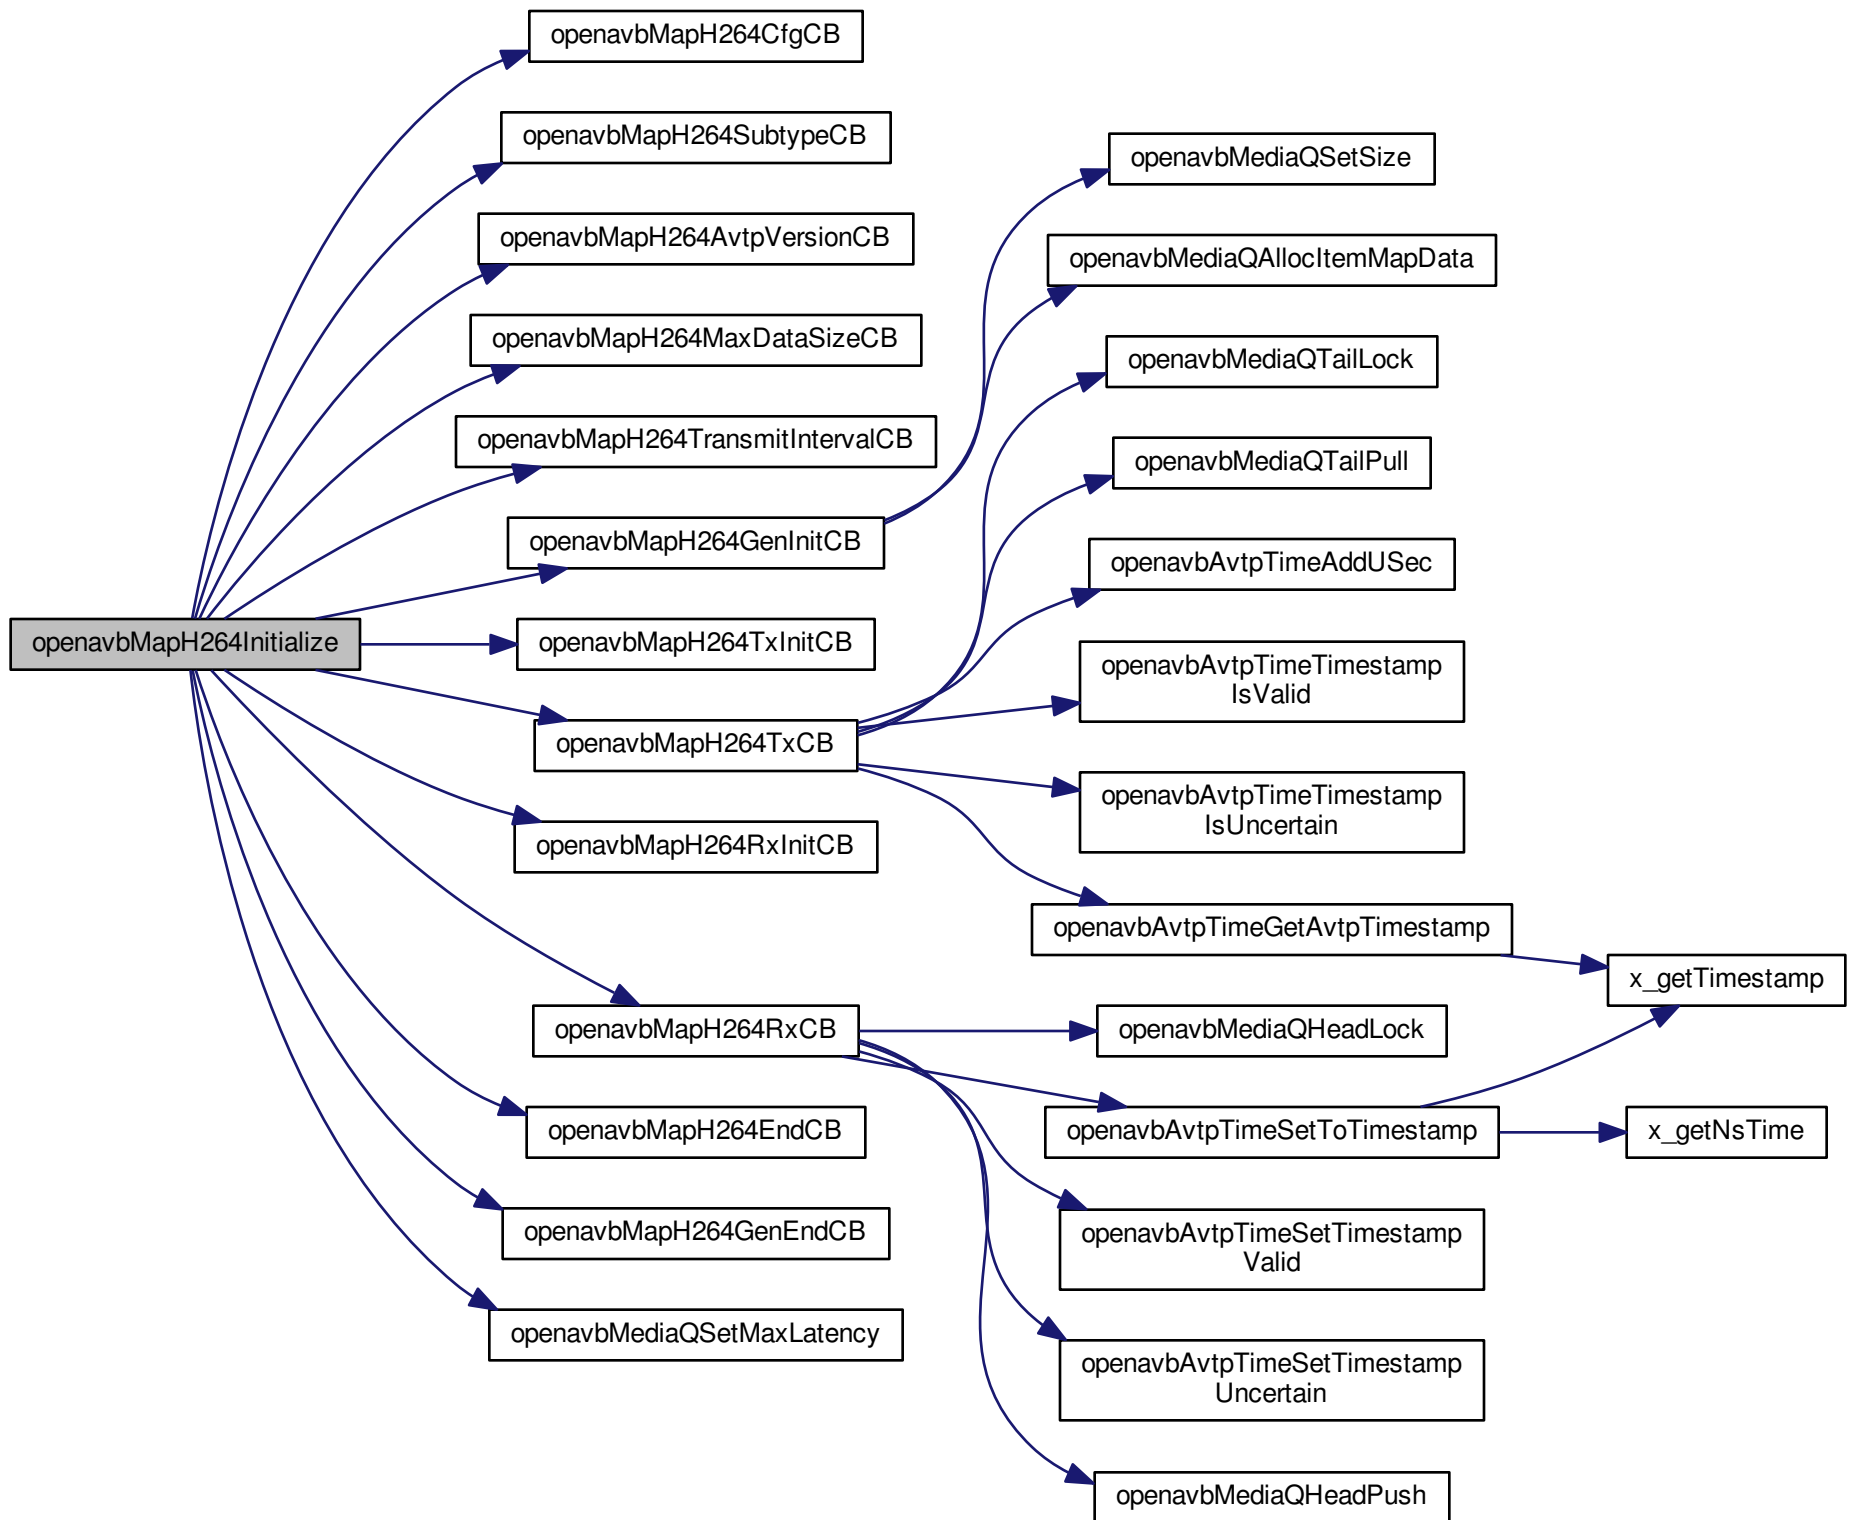 openavbMapH264Initialize
openavbMapH264CfgCB
openavbMapH264SubtypeCB
openavbMapH264AvtpVersionCB
openavbMapH264MaxDataSizeCB
openavbMapH264TransmitIntervalCB
openavbMapH264GenInitCB
openavbMapH264TxInitCB
openavbMapH264TxCB
openavbMapH264RxInitCB
openavbMapH264RxCB
openavbMapH264EndCB
openavbMapH264GenEndCB
openavbMediaQSetMaxLatency
openavbMediaQSetSize
openavbMediaQAllocItemMapData
openavbMediaQTailLock
openavbMediaQTailPull
openavbAvtpTimeAddUSec
openavbAvtpTimeTimestamp
IsValid
openavbAvtpTimeTimestamp
IsUncertain
openavbAvtpTimeGetAvtpTimestamp
openavbMediaQHeadLock
openavbAvtpTimeSetToTimestamp
openavbAvtpTimeSetTimestamp
Valid
openavbAvtpTimeSetTimestamp
Uncertain
openavbMediaQHeadPush
x_getTimestamp
x_getNsTime